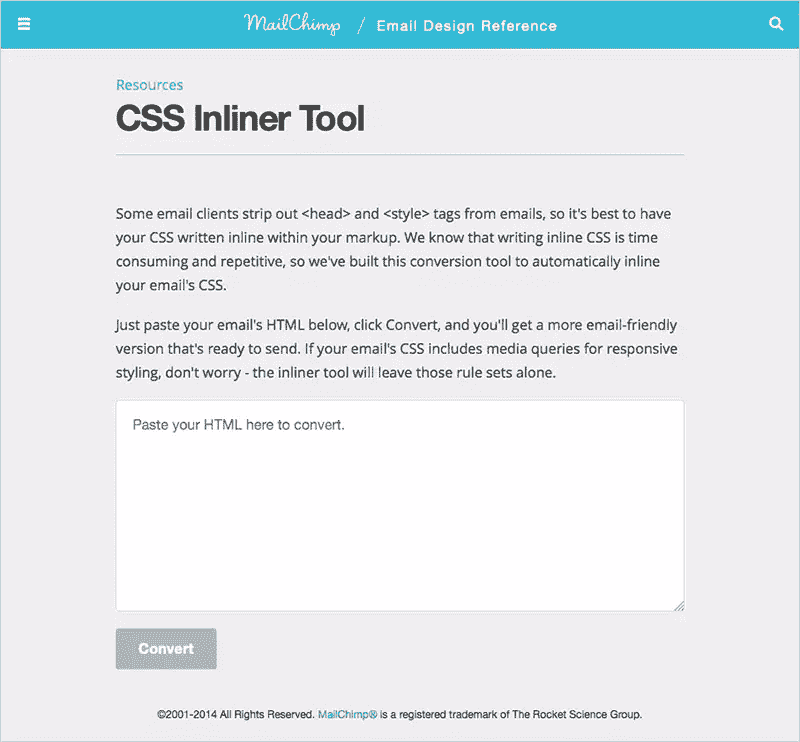 MailChimp / Email Design Reference
Resources
CSS Inliner Tool
Some email clients strip out <head> and <style> tags from emails, so it's best to have
your CSS written inline within your markup. We know that writing inline CSS is time
consuming and repetitive, so we've built this conversion tool to automatically inline
your email's CSS.
Just paste your email's HTML below, click Convert, and you'll get a more email-friendly
version that's ready to send. If your email's CSS includes media queries for responsive
styling, don't worry - the inliner tool will leave those rule sets alone.
Paste your HTML here to convert.
Convert
©2001-2014 All Rights Reserved. MailChimp® is a registered trademark of The Rocket Science Group.